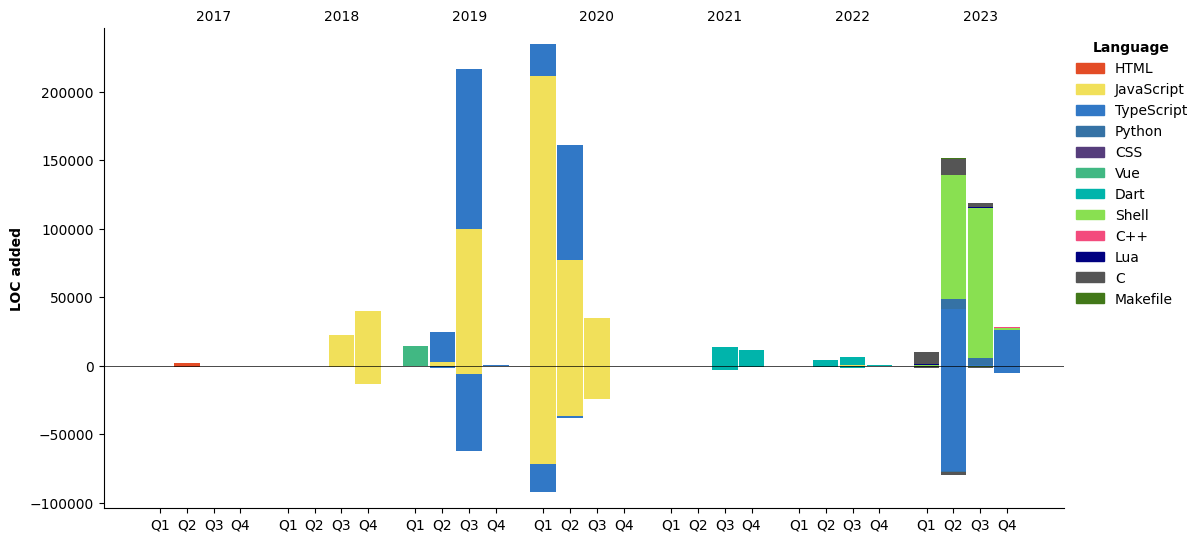 2017 2018 2019 2020 2021 2022 2023
Language
HTML
JavaScript
TypeScript
Python
CSS
Vue
Dart
Shell
C++
Lua
C
Makefile
LOC added
200000
150000
100000
50000
0
−50000
−100000
Q1 Q2 Q3 Q4 Q1 Q2 Q3 Q4 Q1 Q2 Q3 Q4 Q1 Q2 Q3 Q4 Q1 Q2 Q3 Q4 Q1 Q2 Q3 Q4 Q1 Q2 Q3 Q4